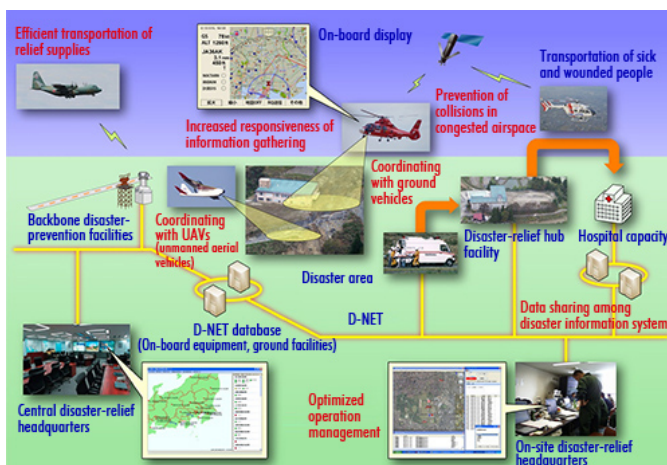 Efficient transportation of
relief supplies
On-board display
Transportation of sick
and wounded people
Prevention of
collisions in
congested airspace
Increased responsiveness of
information gathering
Coordinating
with ground
vehicles
Backbone disaster-
prevention facilities
Coordinating
with UAVs
(unmanned aerial
vehicles)
Disaster area
Disaster-relief hub
facility
Hospital capacity
D-NET database
(On-board equipment, ground facilities)
D-NET
Data sharing among
disaster information system
Central disaster-relief
headquarters
Optimized
operation
management
On-site disaster-relief
headquarters